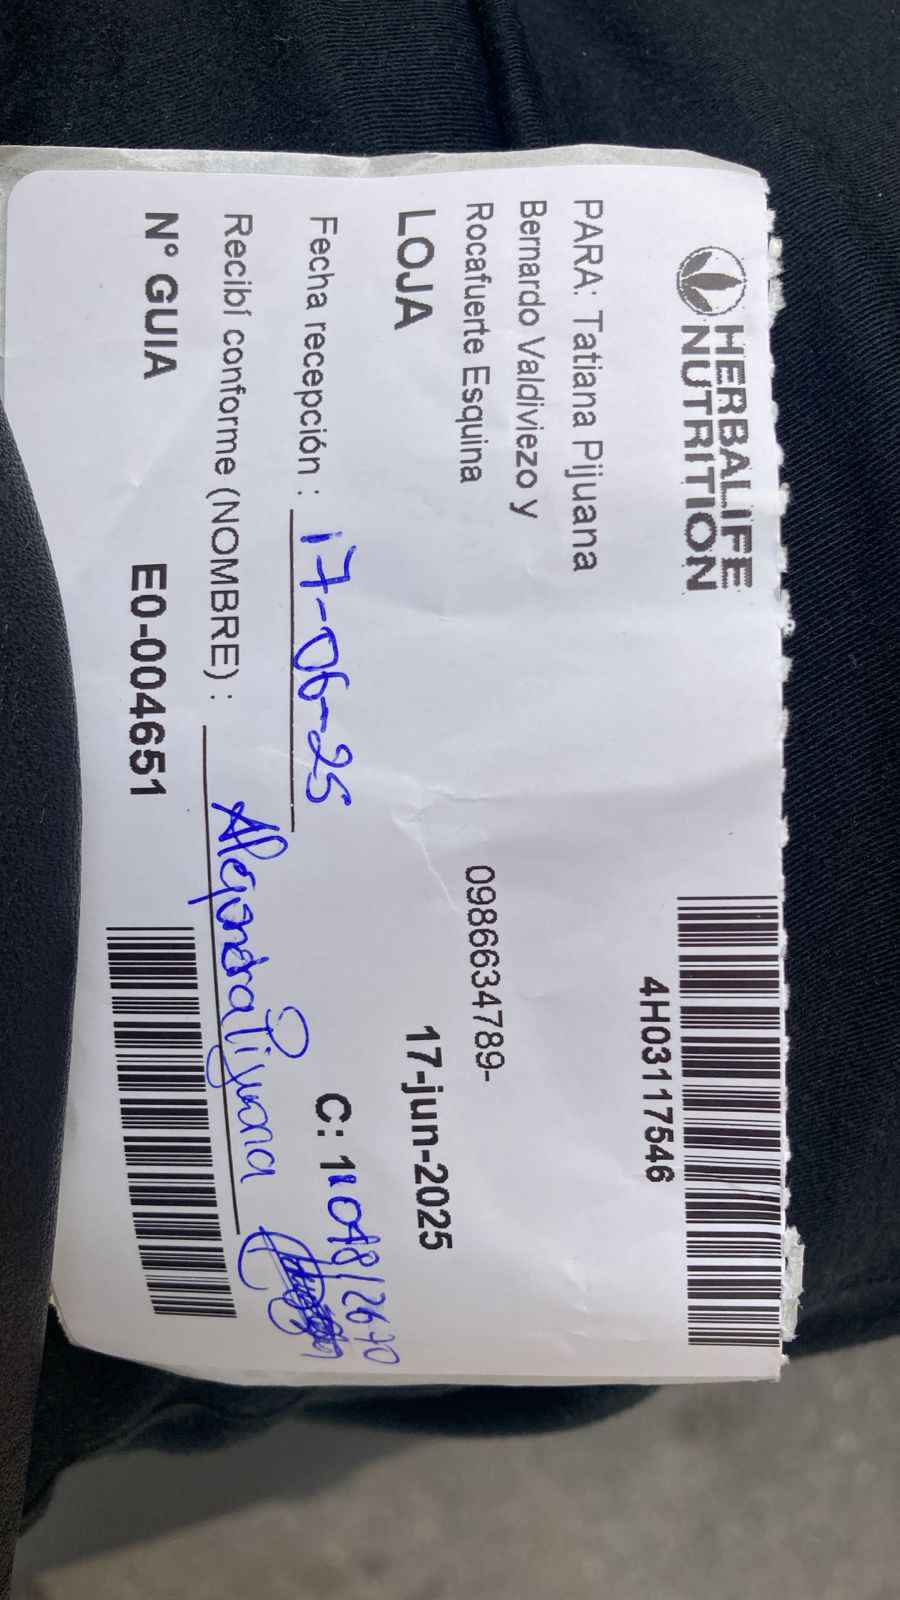 HERBALIFE
NUTRITION
4H03117546
PARA: Tatiana Pijuana
Bernardo Valdiviezo y
Rocafuerte Esquina
0986634789-
LOJA
17-jun-2025
Fecha recepción : 17-06-25
C: 1
Recibí conforme (NOMBRE) : Alejandra Pijuana
N° GUIA E0-004651